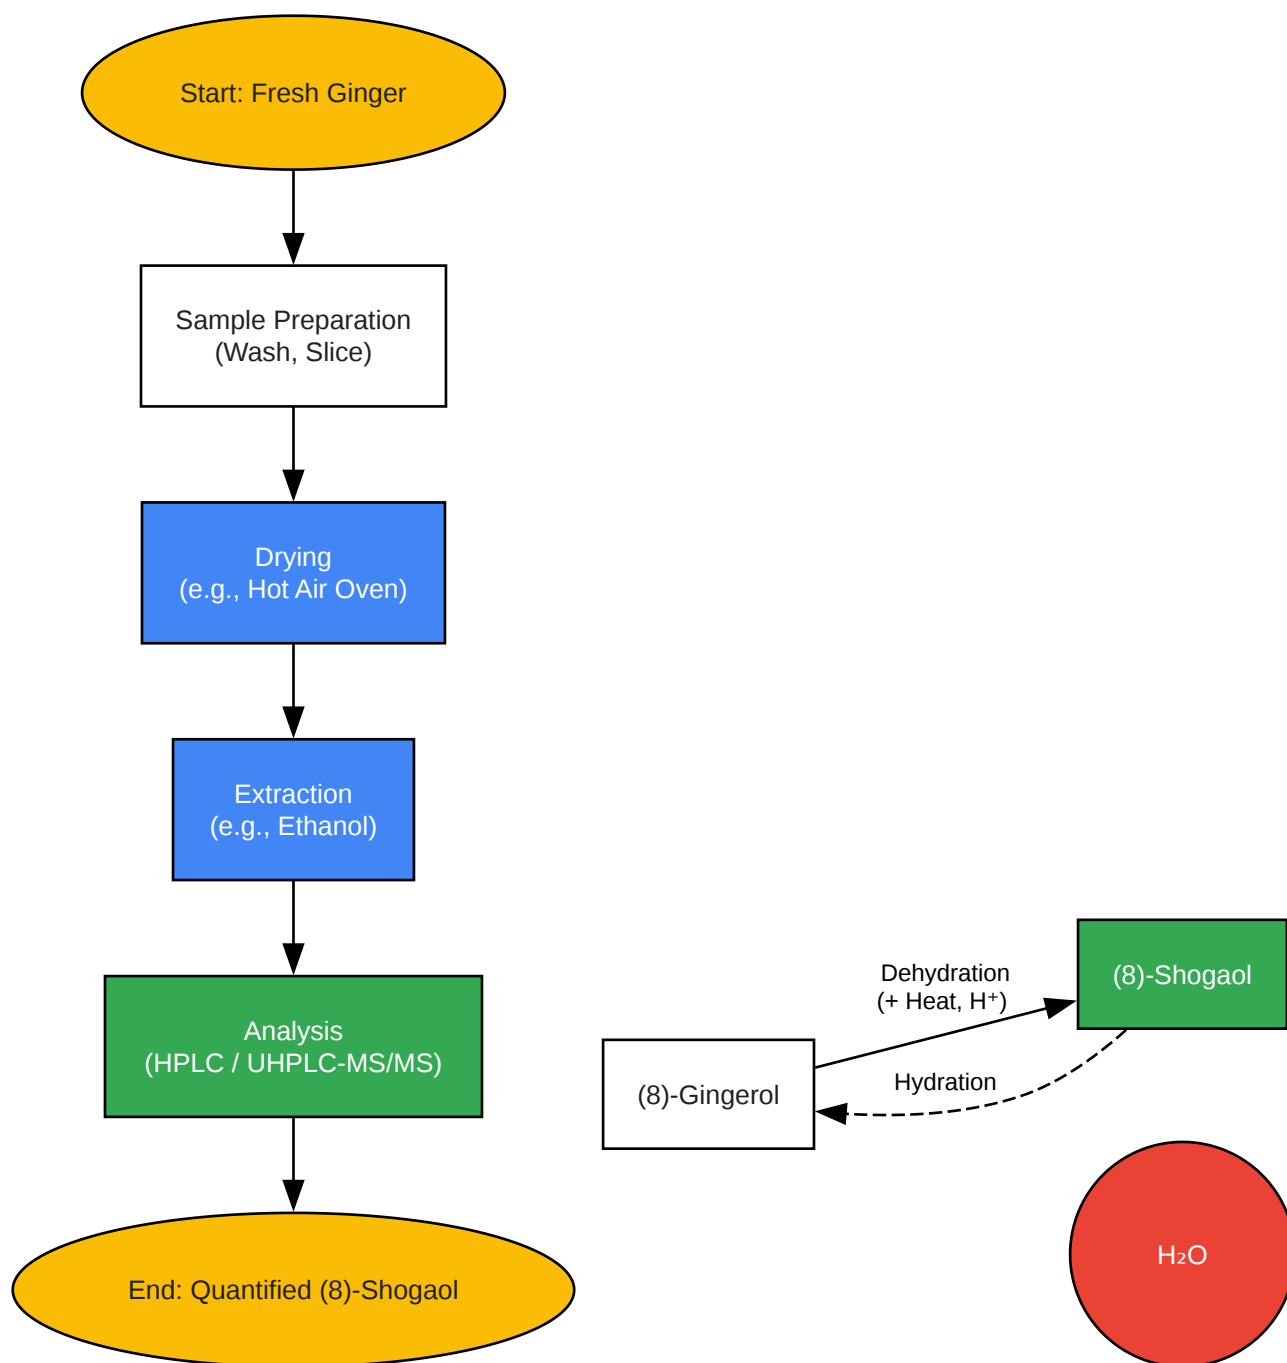 Start: Fresh Ginger
Sample Preparation
(Wash, Slice)
Drying
(e.g., Hot Air Oven)
Extraction
(e.g., Ethanol)
Analysis
(HPLC / UHPLC-MS/MS)
End: Quantified (8)-Shogaol
(8)-Gingerol
Dehydration
(+ Heat, H⁺)
Hydration
(8)-Shogaol
H₂O